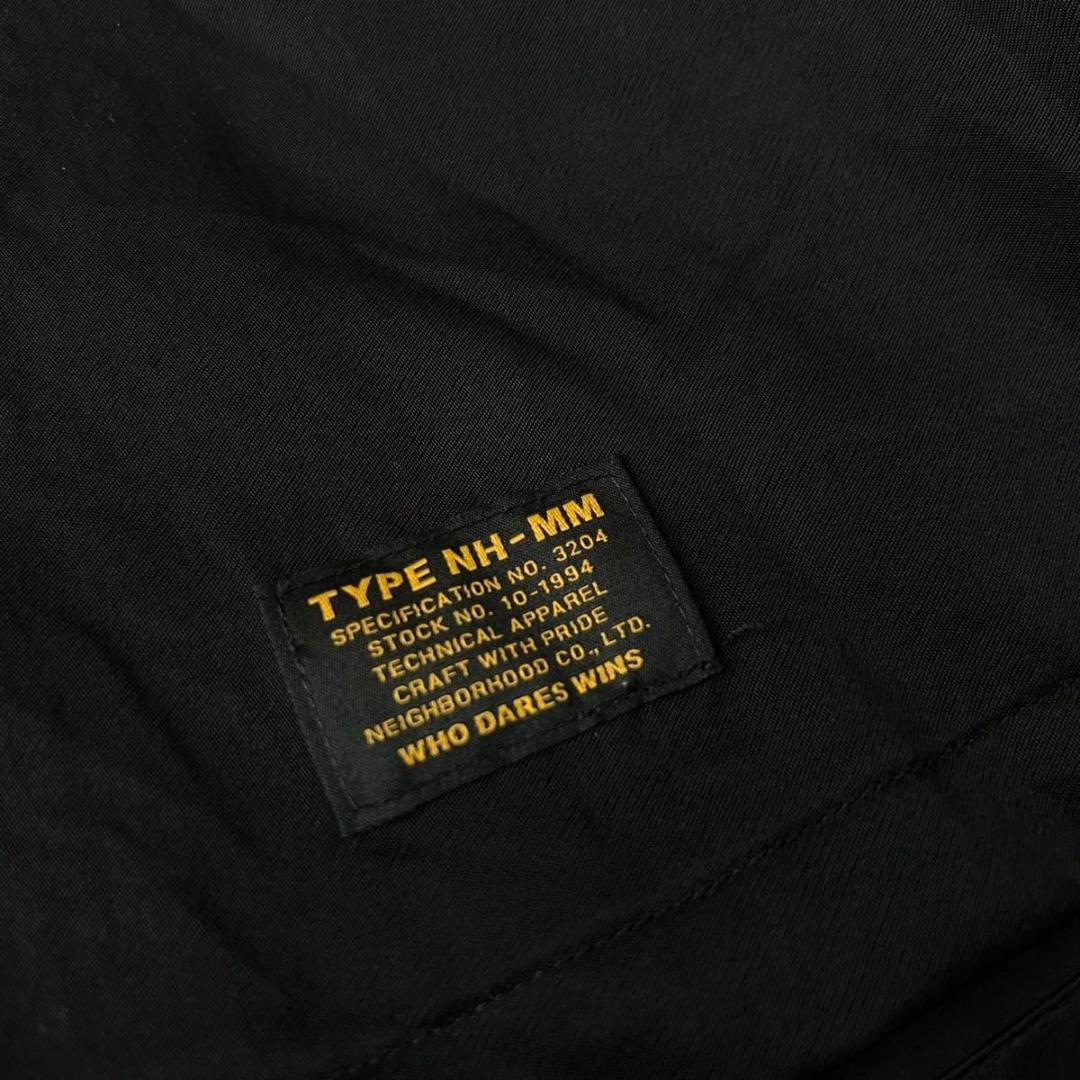 TYPE NH-MM
SPECIFICATION NO. 3204
STOCK NO. 10-1994
TECHNICAL APPAREL
CRAFT WITH PRIDE
NEIGHBORHOOD CO., LTD.
WHO DARES WINS